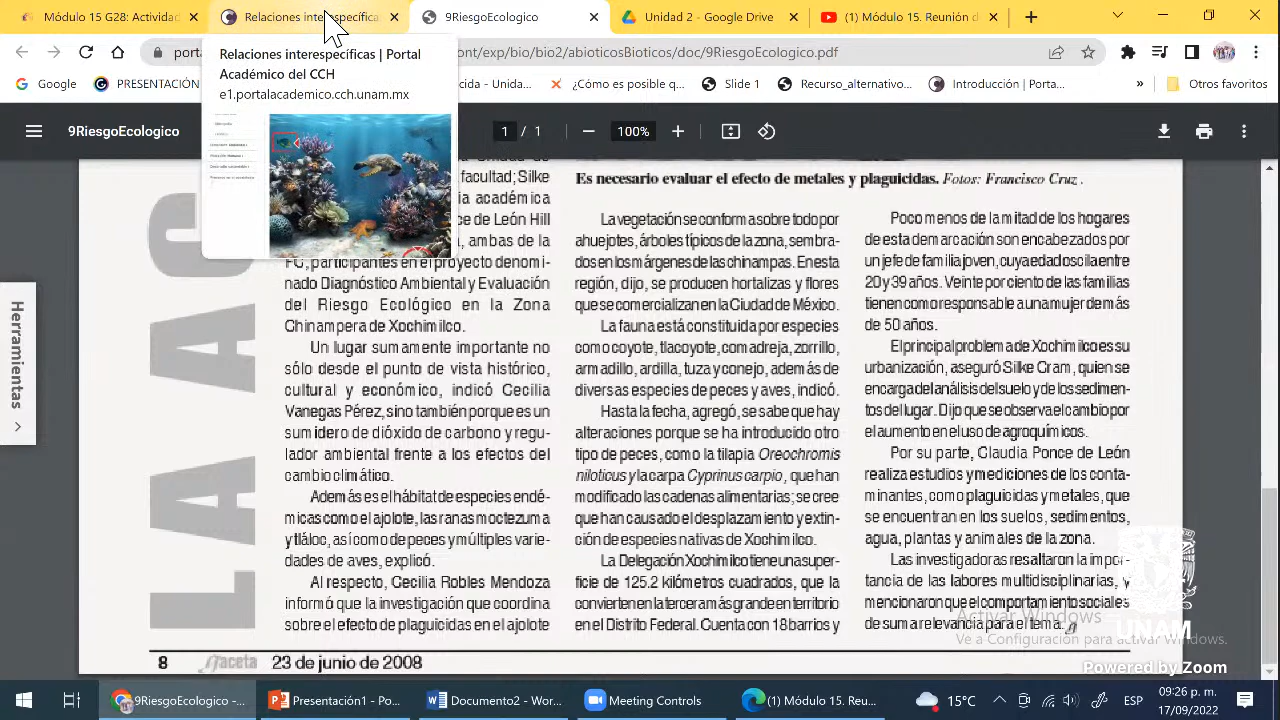 Módulo 15 G28: Actividades
Relaciones interespecíficas
9RiesgoEcologico
Unidad 2 - Google Drive
(1) Módulo 15. Reunión d
porta
ont/exp/bio/bio2/abioticosBioticos/doc/9RiesgoEcologico.pdf
Relaciones interespecíficas | Portal
Académico del CCH
e1.portalacademico.cch.unam.mx
Google
PRESENTACIÓN
cida - Unida...
¿Cómo es posible q...
Slide 1
Recurso_alternativo...
Introducción | Porta...
»
Otros favoritos
9RiesgoEcologico
1 / 1
100%
Herramientas
LA AC
facultad, Silke
ia académica
ce de León Hill
, ambas de la
FQ, participantes en el proyecto denomi-
nado Diagnóstico Ambiental y Evaluación
del Riesgo Ecológico en la Zona
Chinampera de Xochimilco.
Un lugar sumamente importante no
sólo desde el punto de vista histórico,
cultural y económico, indicó Cecilia
Vanegas Pérez, sino también porque es un
sumidero de dióxido de carbono y regu-
lador ambiental frente a los efectos del
cambio climático.
Además es el hábitat de especies endé-
micas como el ajolote, las ranas moctezuma
y tláloc, así como de peces y múltiples varie-
dades de aves, explicó.
Al respecto, Cecilia Robles Mendoza
informó que la investigación que coordina
sobre el efecto de plaguicidas en el ajolote
el efecto de metales y plaguicidas. Foto: Francisco Cruz.
La vegetación se conforma sobre todo por
ahuejotes, árboles típicos de la zona, sembra-
dos en los márgenes de las chinampas. En esta
región, dijo, se producen hortalizas y flores
que se comercializan en la Ciudad de México.
La fauna está constituida por especies
como coyote, tlacoyote, comadreja, zorrillo,
armadillo, ardilla, tuza y conejo, además de
diversas especies de peces y aves, indicó.
Hasta la fecha, agregó, se sabe que hay
alteraciones porque se ha introducido otro
tipo de peces, como la tilapia Oreochromis
niloticus y la carpa Cyprinus carpio, que han
modificado las cadenas alimentarias; se cree
que han causado el desplazamiento y extin-
ción de especies nativas de Xochimilco.
La Delegación Xochimilco tiene una super-
ficie de 125.2 kilómetros cuadrados, que la
convierte en la tercera más grande en territorio
en el Distrito Federal. Cuenta con 18 barrios y
Poco menos de la mitad de los hogares
de esta demarcación son encabezados por
un jefe de familia joven, cuya edad oscila entre
20 y 39 años. Veinte por ciento de las familias
tienen como responsable a una mujer de más
de 50 años.
El principal problema de Xochimilco es su
urbanización, aseguró Silke Cram, quien se
encarga del análisis del suelo y de los sedimen-
tos del lugar. Dijo que se observa el cambio por
el aumento en el uso de agroquímicos.
Por su parte, Claudia Ponce de León
realiza estudios y mediciones de los conta-
minantes, como plaguicidas y metales, que
se encuentran en los suelos, sedimentos,
agua, plantas y animales de la zona.
Las investigadoras resaltaron la impor-
tancia de las labores multidisciplinarias, y
mencionaron que el comportamiento social es
de suma relevancia para el tema.
8 Gaceta 23 de junio de 2008
Activar Windows
Ve a Configuración para activar Windows.
UNAM
Powered by Zoom
9RiesgoEcologico -...
Presentación1 - Po...
Documento2 - Wor...
Meeting Controls
(1) Módulo 15. Reu...
15°C
ESP
09:26 p. m.
17/09/2022